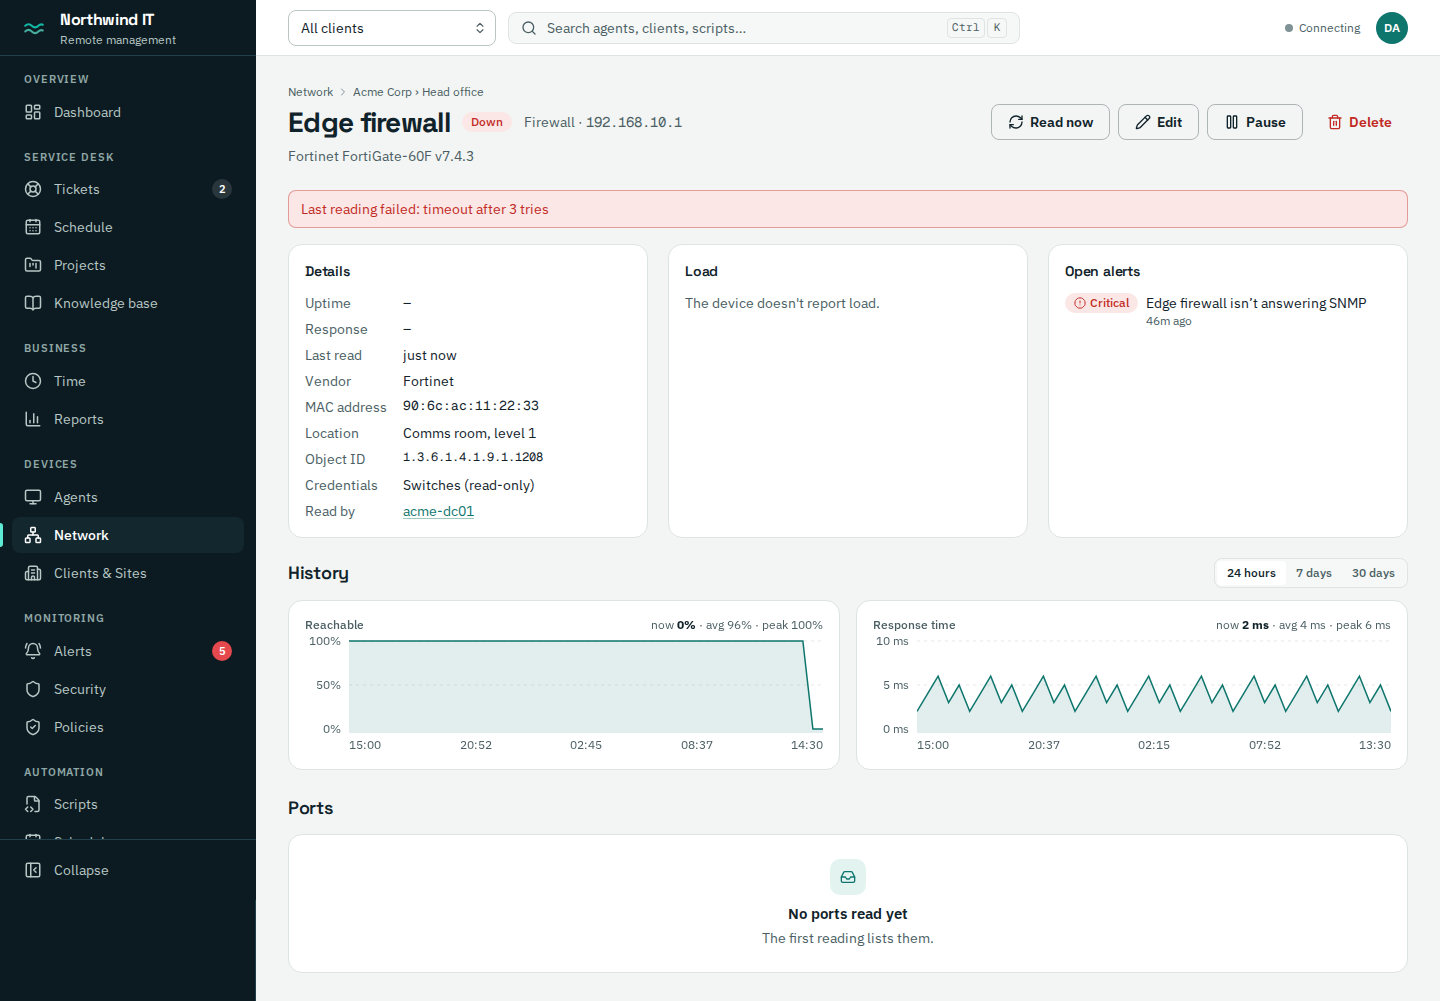 Northwind IT
Remote management
OVERVIEW
Dashboard
SERVICE DESK
Tickets 2
Schedule
Projects
Knowledge base
BUSINESS
Time
Reports
DEVICES
Agents
Network
Clients & Sites
MONITORING
Alerts 5
Security
Policies
AUTOMATION
Scripts
Collapse
All clients
Search agents, clients, scripts... Ctrl K
Connecting
DA
Network > Acme Corp › Head office
Edge firewall Down Firewall · 192.168.10.1
Fortinet FortiGate-60F v7.4.3
Read now Edit Pause Delete
Last reading failed: timeout after 3 tries
Details
Uptime –
Response –
Last read just now
Vendor Fortinet
MAC address 90:6c:ac:11:22:33
Location Comms room, level 1
Object ID 1.3.6.1.4.1.9.1.1208
Credentials Switches (read-only)
Read by acme-dc01
Load
The device doesn't report load.
Open alerts
Critical Edge firewall isn’t answering SNMP
46m ago
History
24 hours 7 days 30 days
Reachable now 0% · avg 96% · peak 100%
100%
50%
0%
15:00 20:52 02:45 08:37 14:30
Response time now 2 ms · avg 4 ms · peak 6 ms
10 ms
5 ms
0 ms
15:00 20:37 02:15 07:52 13:30
Ports
No ports read yet
The first reading lists them.